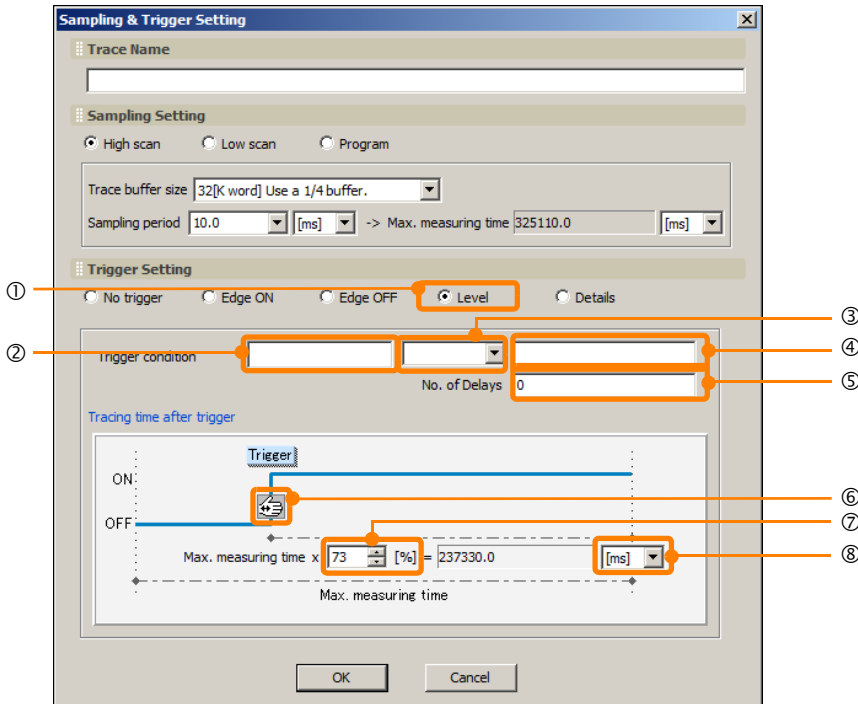 Sampling & Trigger Setting
Trace Name
Sampling Setting
High scan Low scan Program
Trace buffer size 32[K word] Use a 1/4 buffer.
Sampling period 10.0 [ms] -> Max. measuring time 325110.0 [ms]
Trigger Setting
① No trigger Edge ON Edge OFF Level Details
③
② Trigger condition ④
No. of Delays 0 ⑤
Tracing time after trigger
Trigger
ON
⑥
OFF ⑦
Max. measuring time x 73 [%] = 237330.0 [ms] ⑧
Max. measuring time
OK Cancel